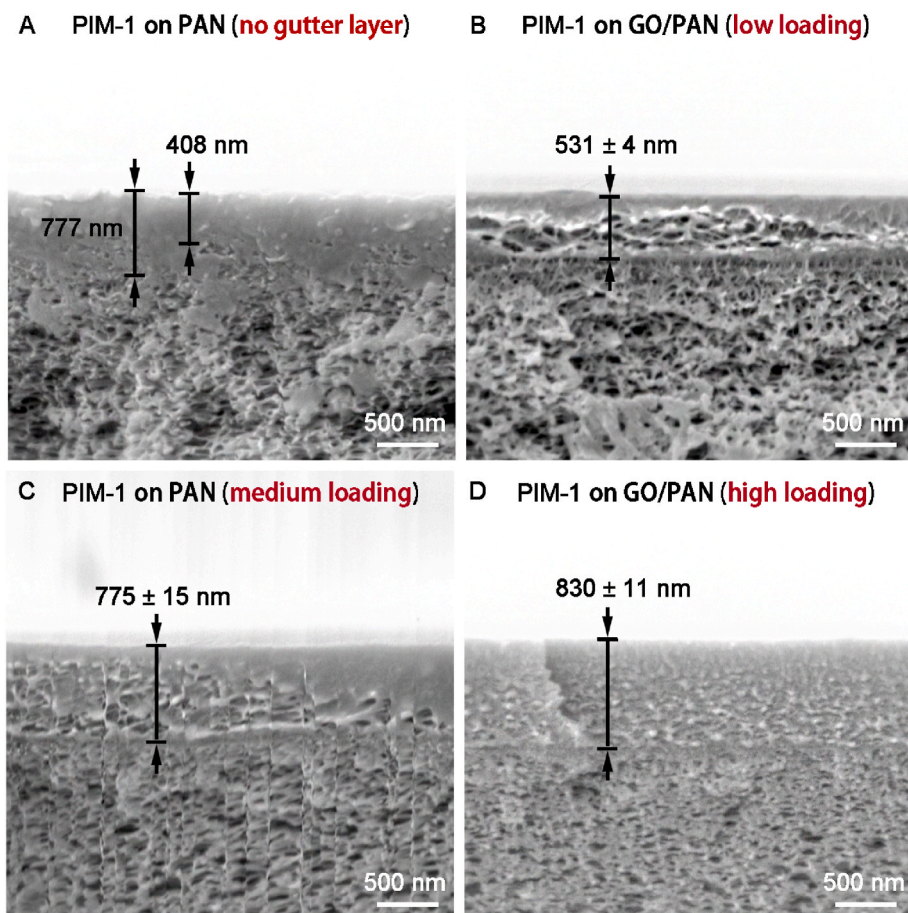 A PIM-1 on PAN (no gutter layer)
B PIM-1 on GO/PAN (low loading)
408 nm
777 nm
531 ± 4 nm
500 nm
500 nm
C PIM-1 on PAN (medium loading)
D PIM-1 on GO/PAN (high loading)
775 ± 15 nm
830 ± 11 nm
500 nm
500 nm